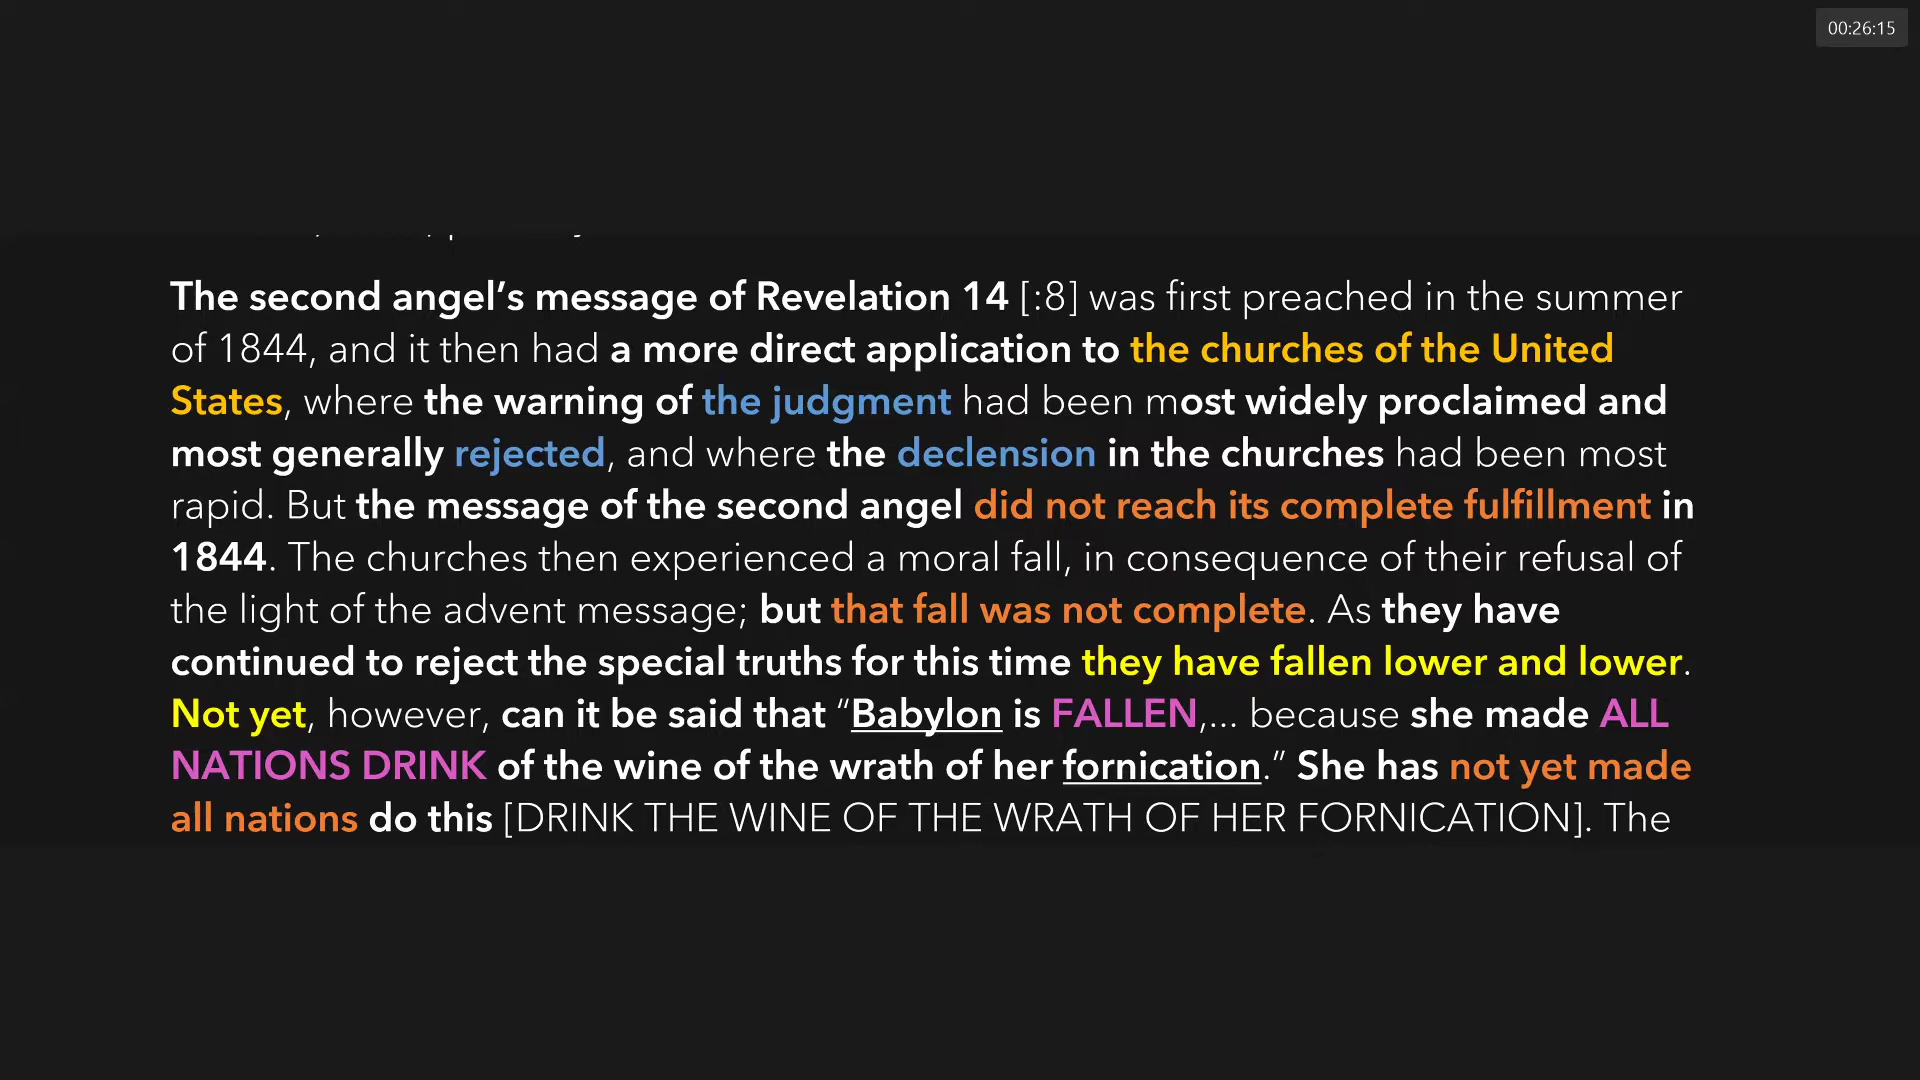 00:26:15
The second angel’s message of Revelation 14 [:8] was first preached in the summer
of 1844, and it then had a more direct application to the churches of the United
States, where the warning of the judgment had been most widely proclaimed and
most generally rejected, and where the declension in the churches had been most
rapid. But the message of the second angel did not reach its complete fulfillment in
1844. The churches then experienced a moral fall, in consequence of their refusal of
the light of the advent message; but that fall was not complete. As they have
continued to reject the special truths for this time they have fallen lower and lower.
Not yet, however, can it be said that “Babylon is FALLEN,... because she made ALL
NATIONS DRINK of the wine of the wrath of her fornication.” She has not yet made
all nations do this [DRINK THE WINE OF THE WRATH OF HER FORNICATION]. The